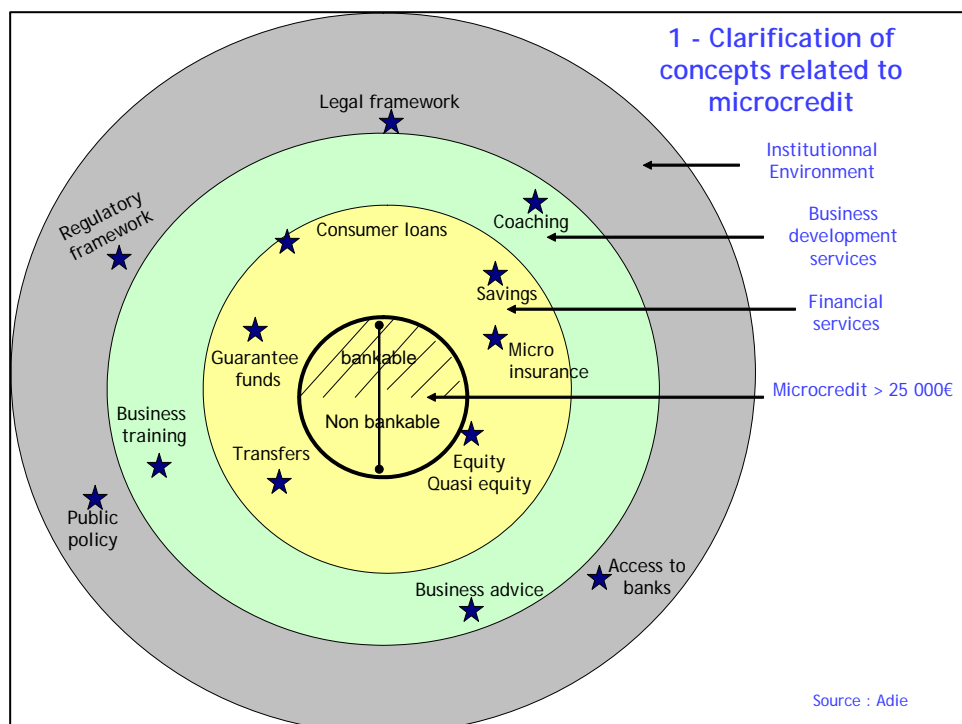 1 - Clarification of
concepts related to
microcredit
Legal framework
Institutionnal
Environment
Regulatory
framework
Coaching
Business
development
services
Consumer loans
Savings
Financial
services
Guarantee
funds
bankable
Micro
insurance
Microcredit > 25 000€
Non bankable
Business
training
Transfers
Equity
Quasi equity
Public
policy
Access to
banks
Business advice
Source : Adie